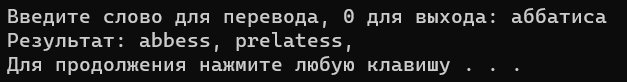 Введите слово для перевода, 0 для выхода: аббатиса
Результат: abbess, prelatess,
Для продолжения нажмите любую клавишу . . .